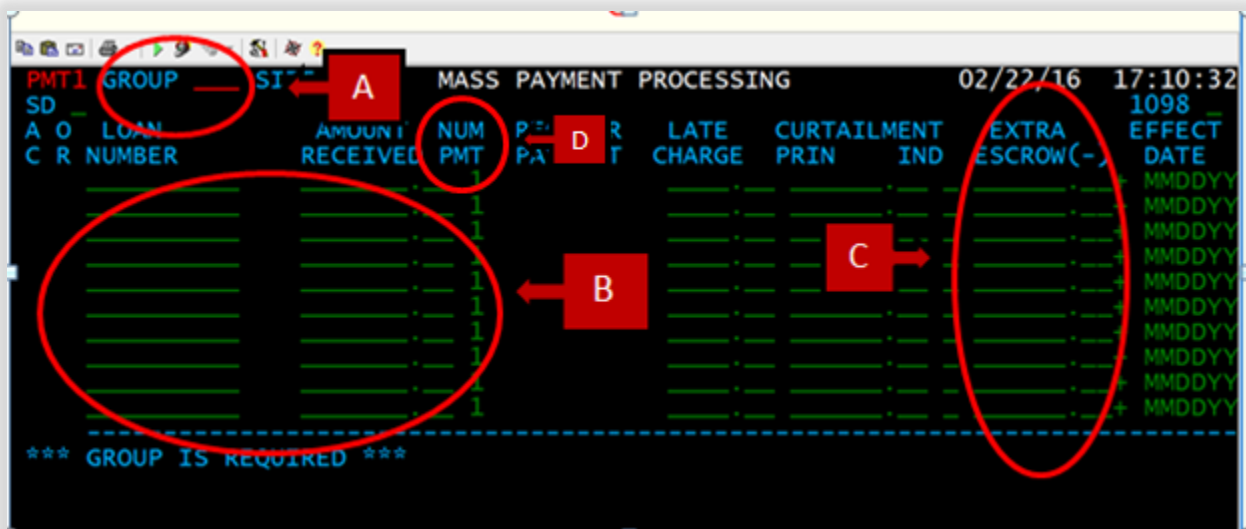 PMT1 GROUP ___ A MASS PAYMENT PROCESSING 02/22/16 17:10:32
SD _ 1098 _
A O LOAN AMOUNT NUM D LATE CURTAILMENT EXTRA EFFECT
C R NUMBER RECEIVED PMT CHARGE PRIN IND ESCROW(-) DATE
1 + MMDDYY
1 + MMDDYY
1 + MMDDYY
1 C + MMDDYY
1 B + MMDDYY
1 + MMDDYY
1 + MMDDYY
1 + MMDDYY
1 + MMDDYY
1 + MMDDYY
*** GROUP IS REQUIRED ***